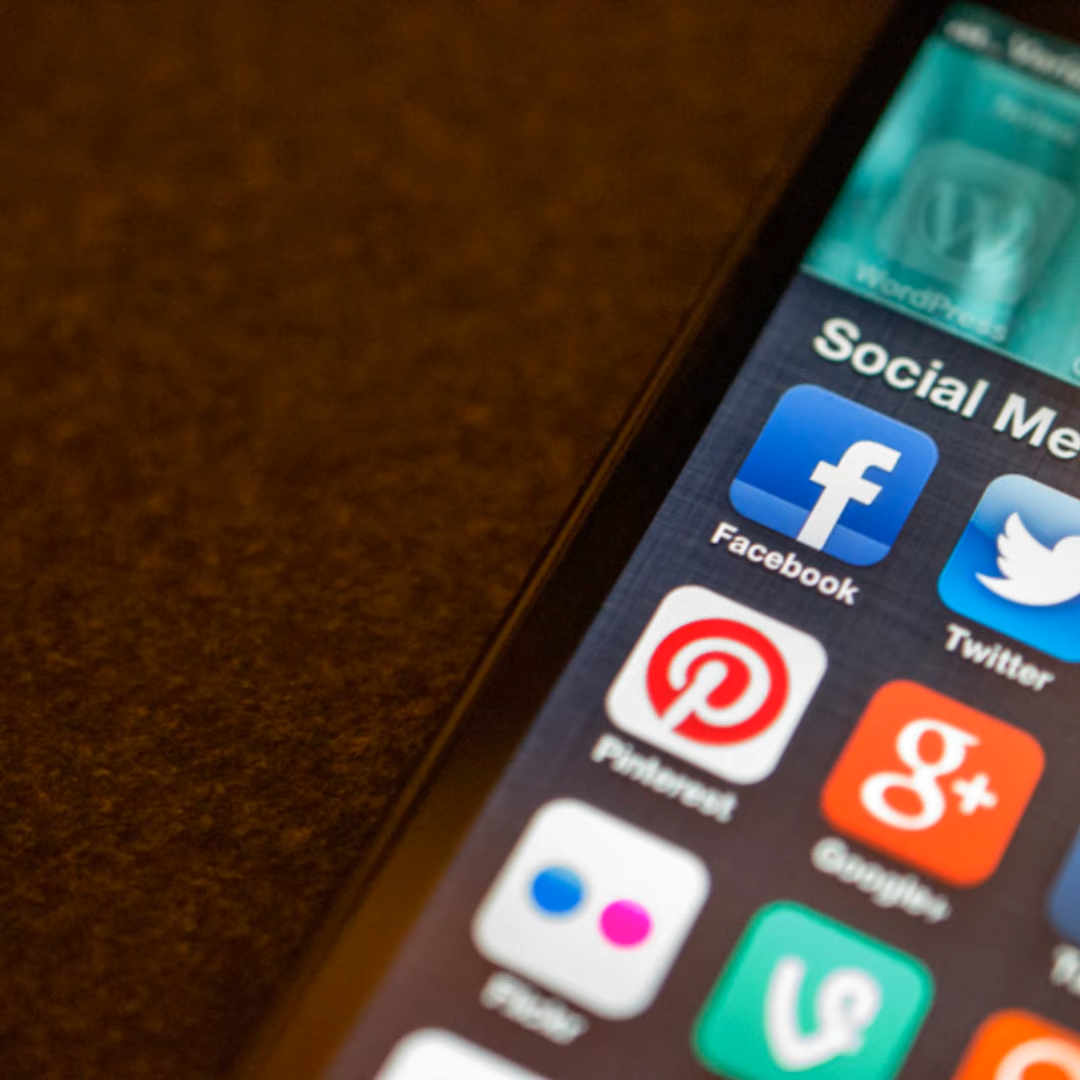 WordPress
Social Me
Facebook
Twitter
Pinterest
g+
Google+
Flickr